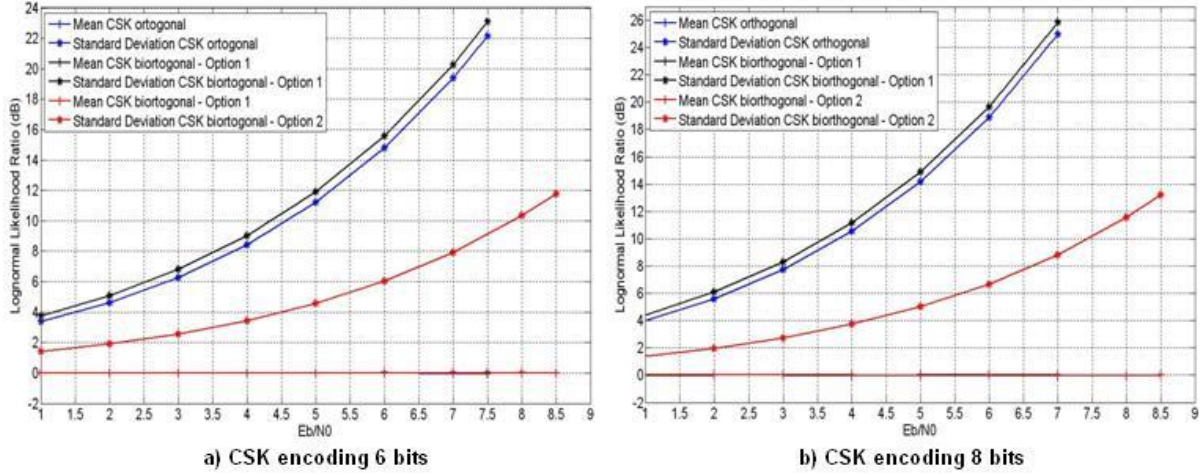 Mean CSK ortogonal
Standard Deviation CSK ortogonal
Mean CSK biortogonal - Option 1
Standard Deviation CSK biortogonal - Option 1
Mean CSK biortogonal - Option 1
Standard Deviation CSK biortogonal - Option 2
Lognormal Likelihood Ratio (dB)
24
22
20
18
16
14
12
10
8
6
4
2
0
-2
1 1.5 2 2.5 3 3.5 4 4.5 5 5.5 6 6.5 7 7.5 8 8.5 9
Eb/N0
a) CSK encoding 6 bits
Mean CSK orthogonal
Standard Deviation CSK orthogonal
Mean CSK biorthogonal - Option 1
Standard Deviation CSK biorthogonal - Option 1
Mean CSK biorthogonal - Option 2
Standard Deviation CSK biorthogonal - Option 2
Lognormal Likelihood Ratio (dB)
26
24
22
20
18
16
14
12
10
8
6
4
2
0
-2
1 1.5 2 2.5 3 3.5 4 4.5 5 5.5 6 6.5 7 7.5 8 8.5 9
Eb/N0
b) CSK encoding 8 bits